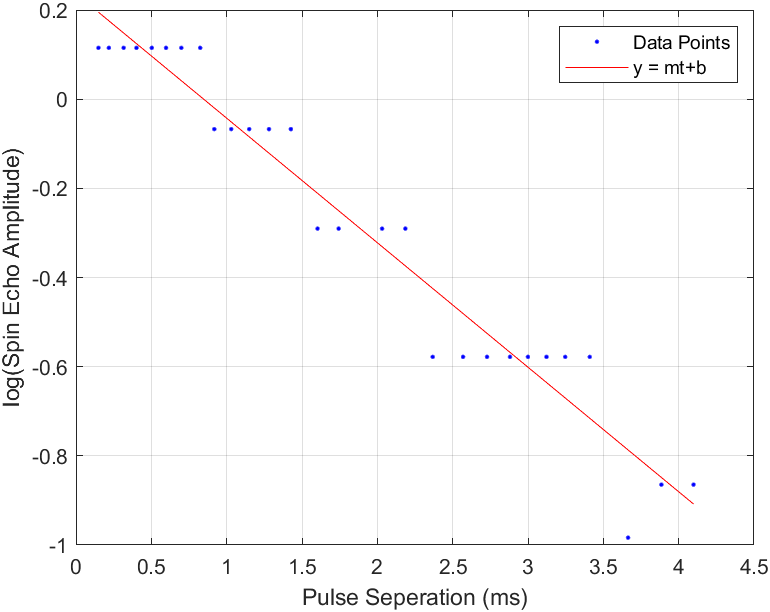 0.2
0
-0.2
-0.4
-0.6
-0.8
-1
0 0.5 1 1.5 2 2.5 3 3.5 4 4.5
log(Spin Echo Amplitude)
Pulse Seperation (ms)
Data Points
y = mt+b